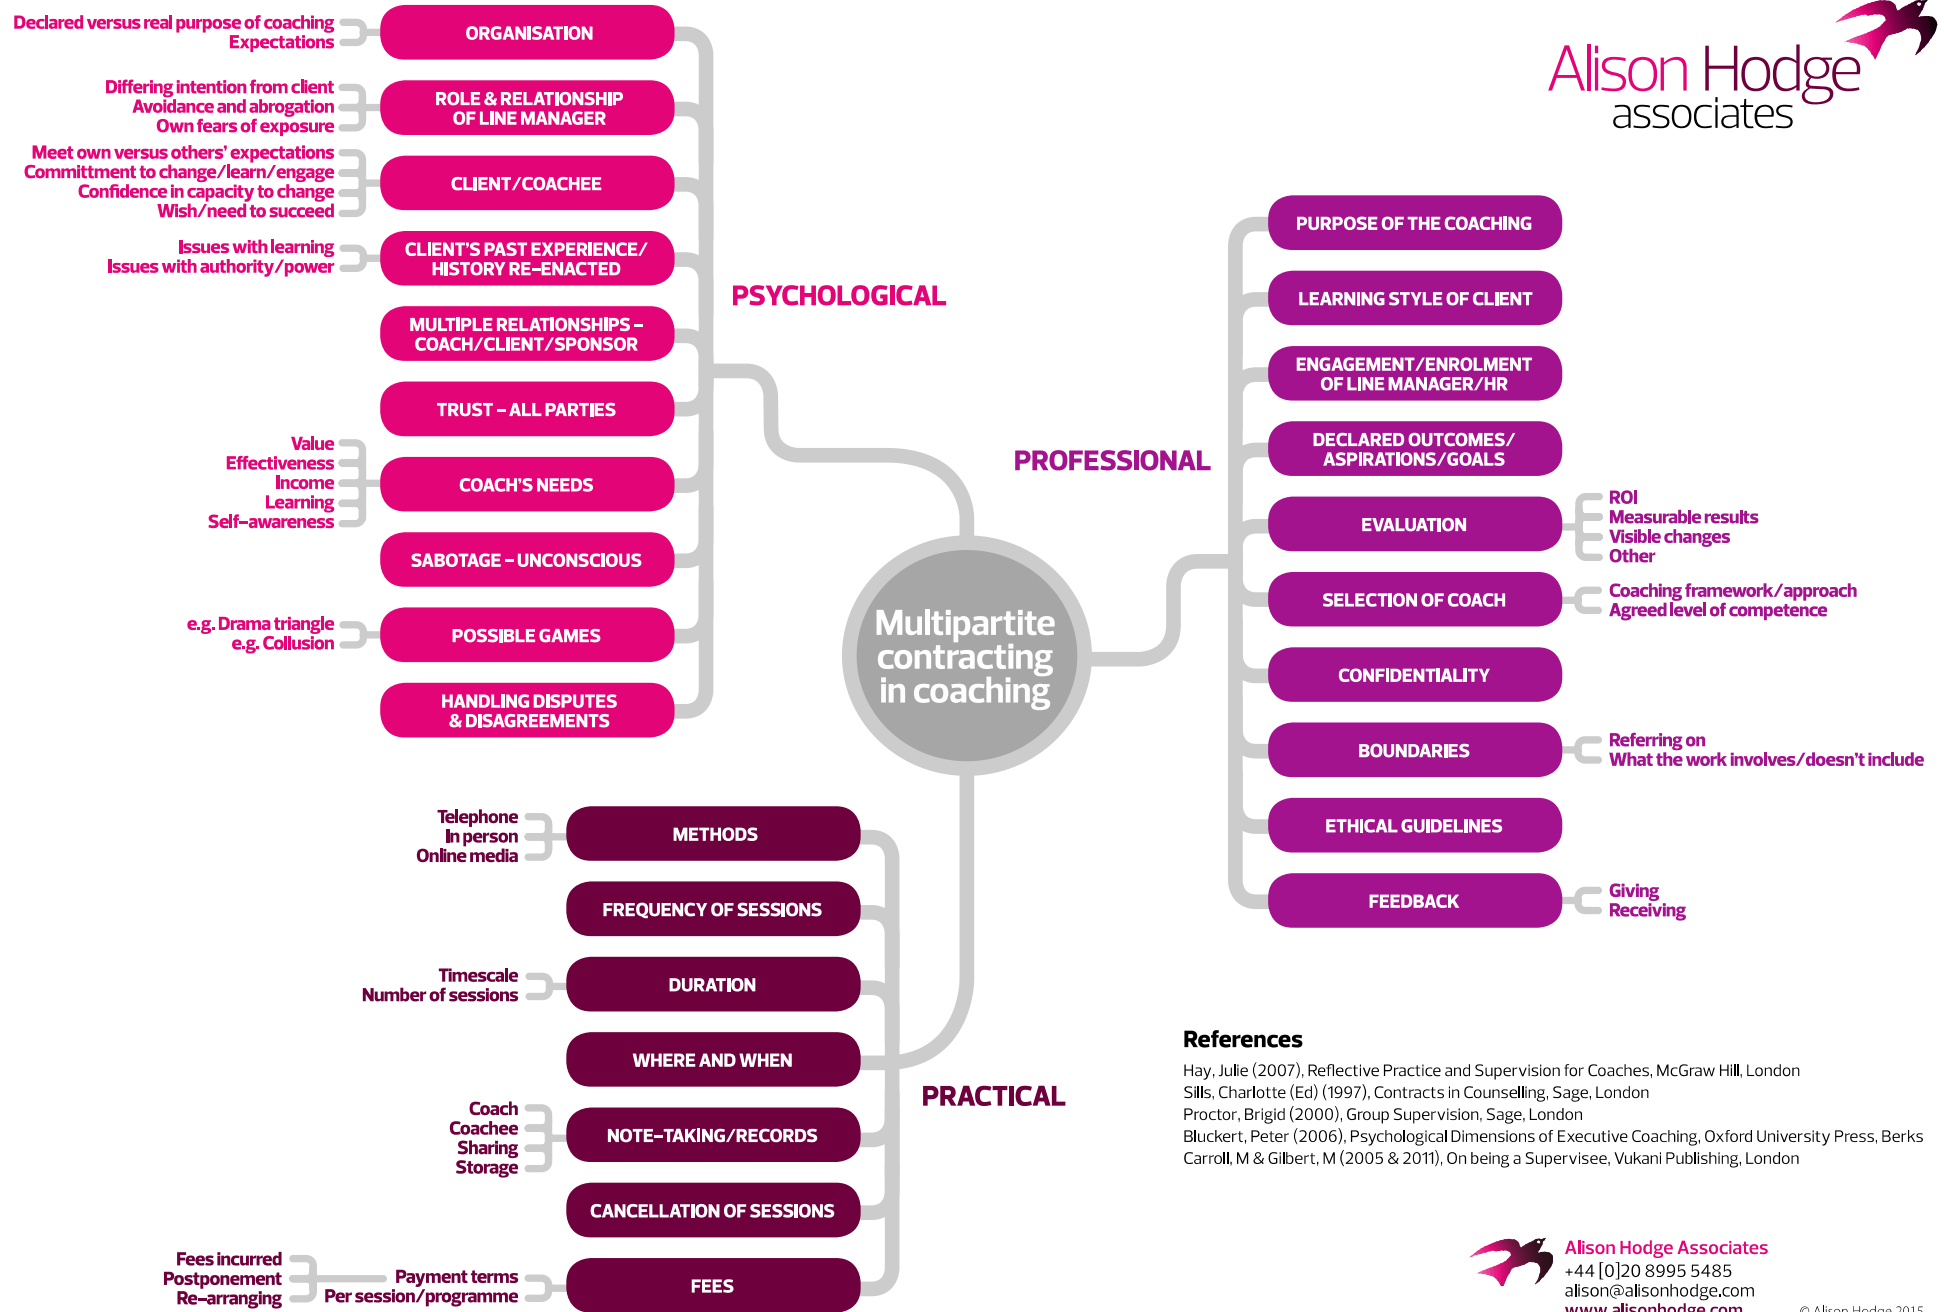 Alison Hodge
associates
Multipartite
contracting
in coaching
PSYCHOLOGICAL
ORGANISATION
Declared versus real purpose of coaching
Expectations
ROLE & RELATIONSHIP
OF LINE MANAGER
Differing intention from client
Avoidance and abrogation
Own fears of exposure
CLIENT/COACHEE
Meet own versus others' expectations
Committment to change/learn/engage
Confidence in capacity to change
Wish/need to succeed
CLIENT'S PAST EXPERIENCE/
HISTORY RE-ENACTED
Issues with learning
Issues with authority/power
MULTIPLE RELATIONSHIPS –
COACH/CLIENT/SPONSOR
TRUST – ALL PARTIES
COACH'S NEEDS
Value
Effectiveness
Income
Learning
Self-awareness
SABOTAGE – UNCONSCIOUS
POSSIBLE GAMES
e.g. Drama triangle
e.g. Collusion
HANDLING DISPUTES
& DISAGREEMENTS
PROFESSIONAL
PURPOSE OF THE COACHING
LEARNING STYLE OF CLIENT
ENGAGEMENT/ENROLMENT
OF LINE MANAGER/HR
DECLARED OUTCOMES/
ASPIRATIONS/GOALS
EVALUATION
ROI
Measurable results
Visible changes
Other
SELECTION OF COACH
Coaching framework/approach
Agreed level of competence
CONFIDENTIALITY
BOUNDARIES
Referring on
What the work involves/doesn't include
ETHICAL GUIDELINES
FEEDBACK
Giving
Receiving
PRACTICAL
METHODS
Telephone
In person
Online media
FREQUENCY OF SESSIONS
DURATION
Timescale
Number of sessions
WHERE AND WHEN
NOTE-TAKING/RECORDS
Coach
Coachee
Sharing
Storage
CANCELLATION OF SESSIONS
FEES
Payment terms
Per session/programme
Fees incurred
Postponement
Re-arranging
References
Hay, Julie (2007), Reflective Practice and Supervision for Coaches, McGraw Hill, London
Sills, Charlotte (Ed) (1997), Contracts in Counselling, Sage, London
Proctor, Brigid (2000), Group Supervision, Sage, London
Bluckert, Peter (2006), Psychological Dimensions of Executive Coaching, Oxford University Press, Berks
Carroll, M & Gilbert, M (2005 & 2011), On being a Supervisee, Vukani Publishing, London
Alison Hodge Associates
+44 [0]20 8995 5485
alison@alisonhodge.com
www.alisonhodge.com
© Alison Hodge 2015